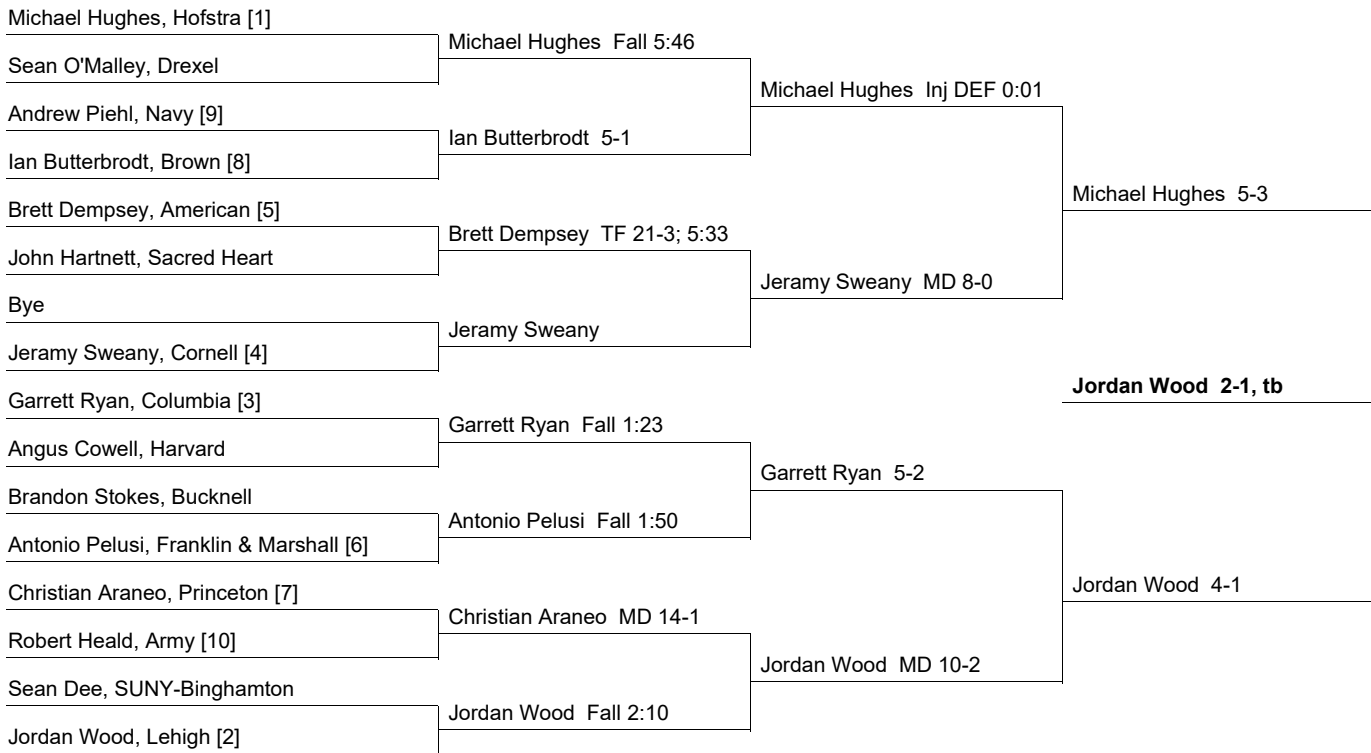 Michael Hughes, Hofstra [1]
Michael Hughes Fall 5:46
Sean O'Malley, Drexel
Michael Hughes Inj DEF 0:01
Andrew Piehl, Navy [9]
Ian Butterbrodt 5-1
Ian Butterbrodt, Brown [8]
Michael Hughes 5-3
Brett Dempsey, American [5]
Brett Dempsey TF 21-3; 5:33
John Hartnett, Sacred Heart
Jeramy Sweany MD 8-0
Bye
Jeramy Sweany
Jeramy Sweany, Cornell [4]
Jordan Wood 2-1, tb
Garrett Ryan, Columbia [3]
Garrett Ryan Fall 1:23
Angus Cowell, Harvard
Garrett Ryan 5-2
Brandon Stokes, Bucknell
Antonio Pelusi Fall 1:50
Antonio Pelusi, Franklin & Marshall [6]
Jordan Wood 4-1
Christian Araneo, Princeton [7]
Christian Araneo MD 14-1
Robert Heald, Army [10]
Jordan Wood MD 10-2
Sean Dee, SUNY-Binghamton
Jordan Wood Fall 2:10
Jordan Wood, Lehigh [2]